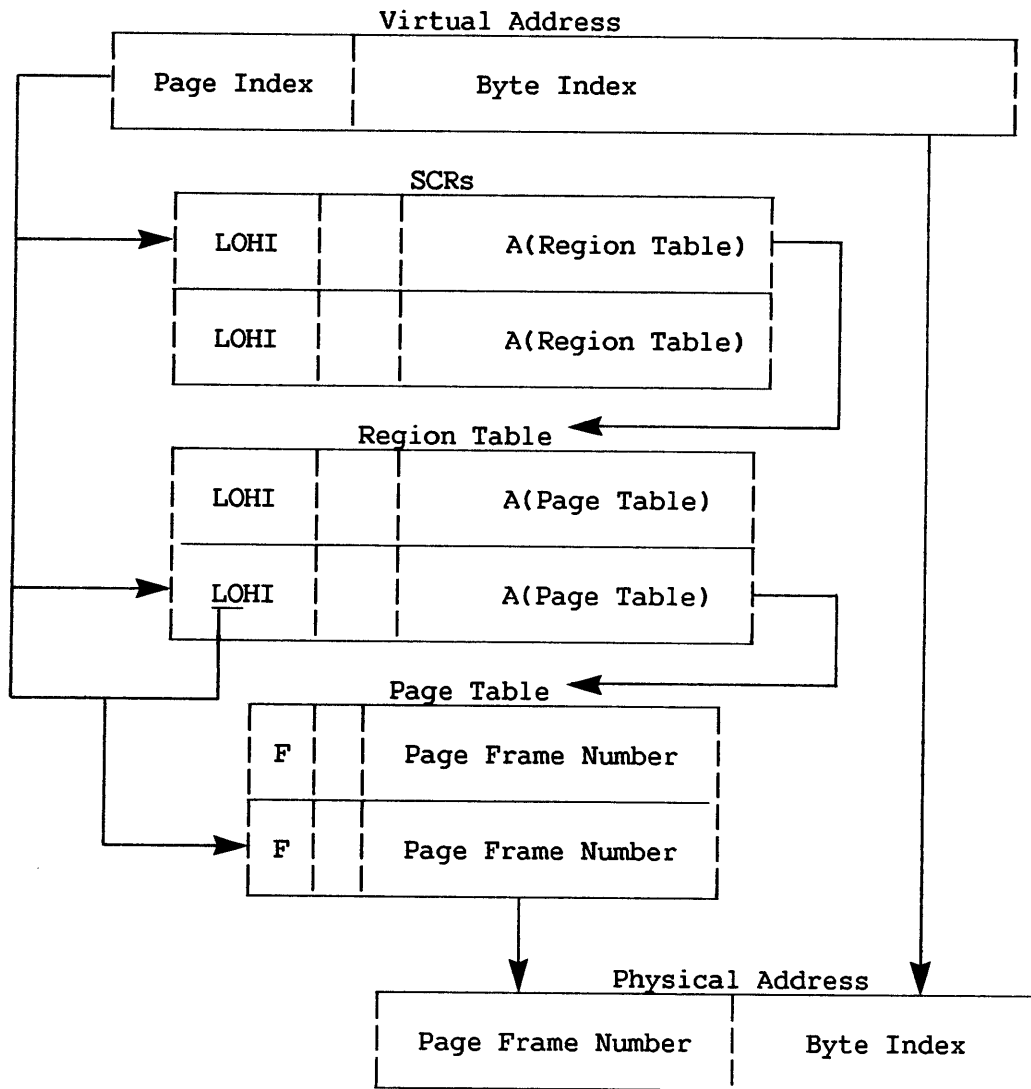 Virtual Address
Page Index Byte Index
SCRs
LOHI A(Region Table)
LOHI A(Region Table)
Region Table
LOHI A(Page Table)
LOHI A(Page Table)
Page Table
F Page Frame Number
F Page Frame Number
Physical Address
Page Frame Number Byte Index